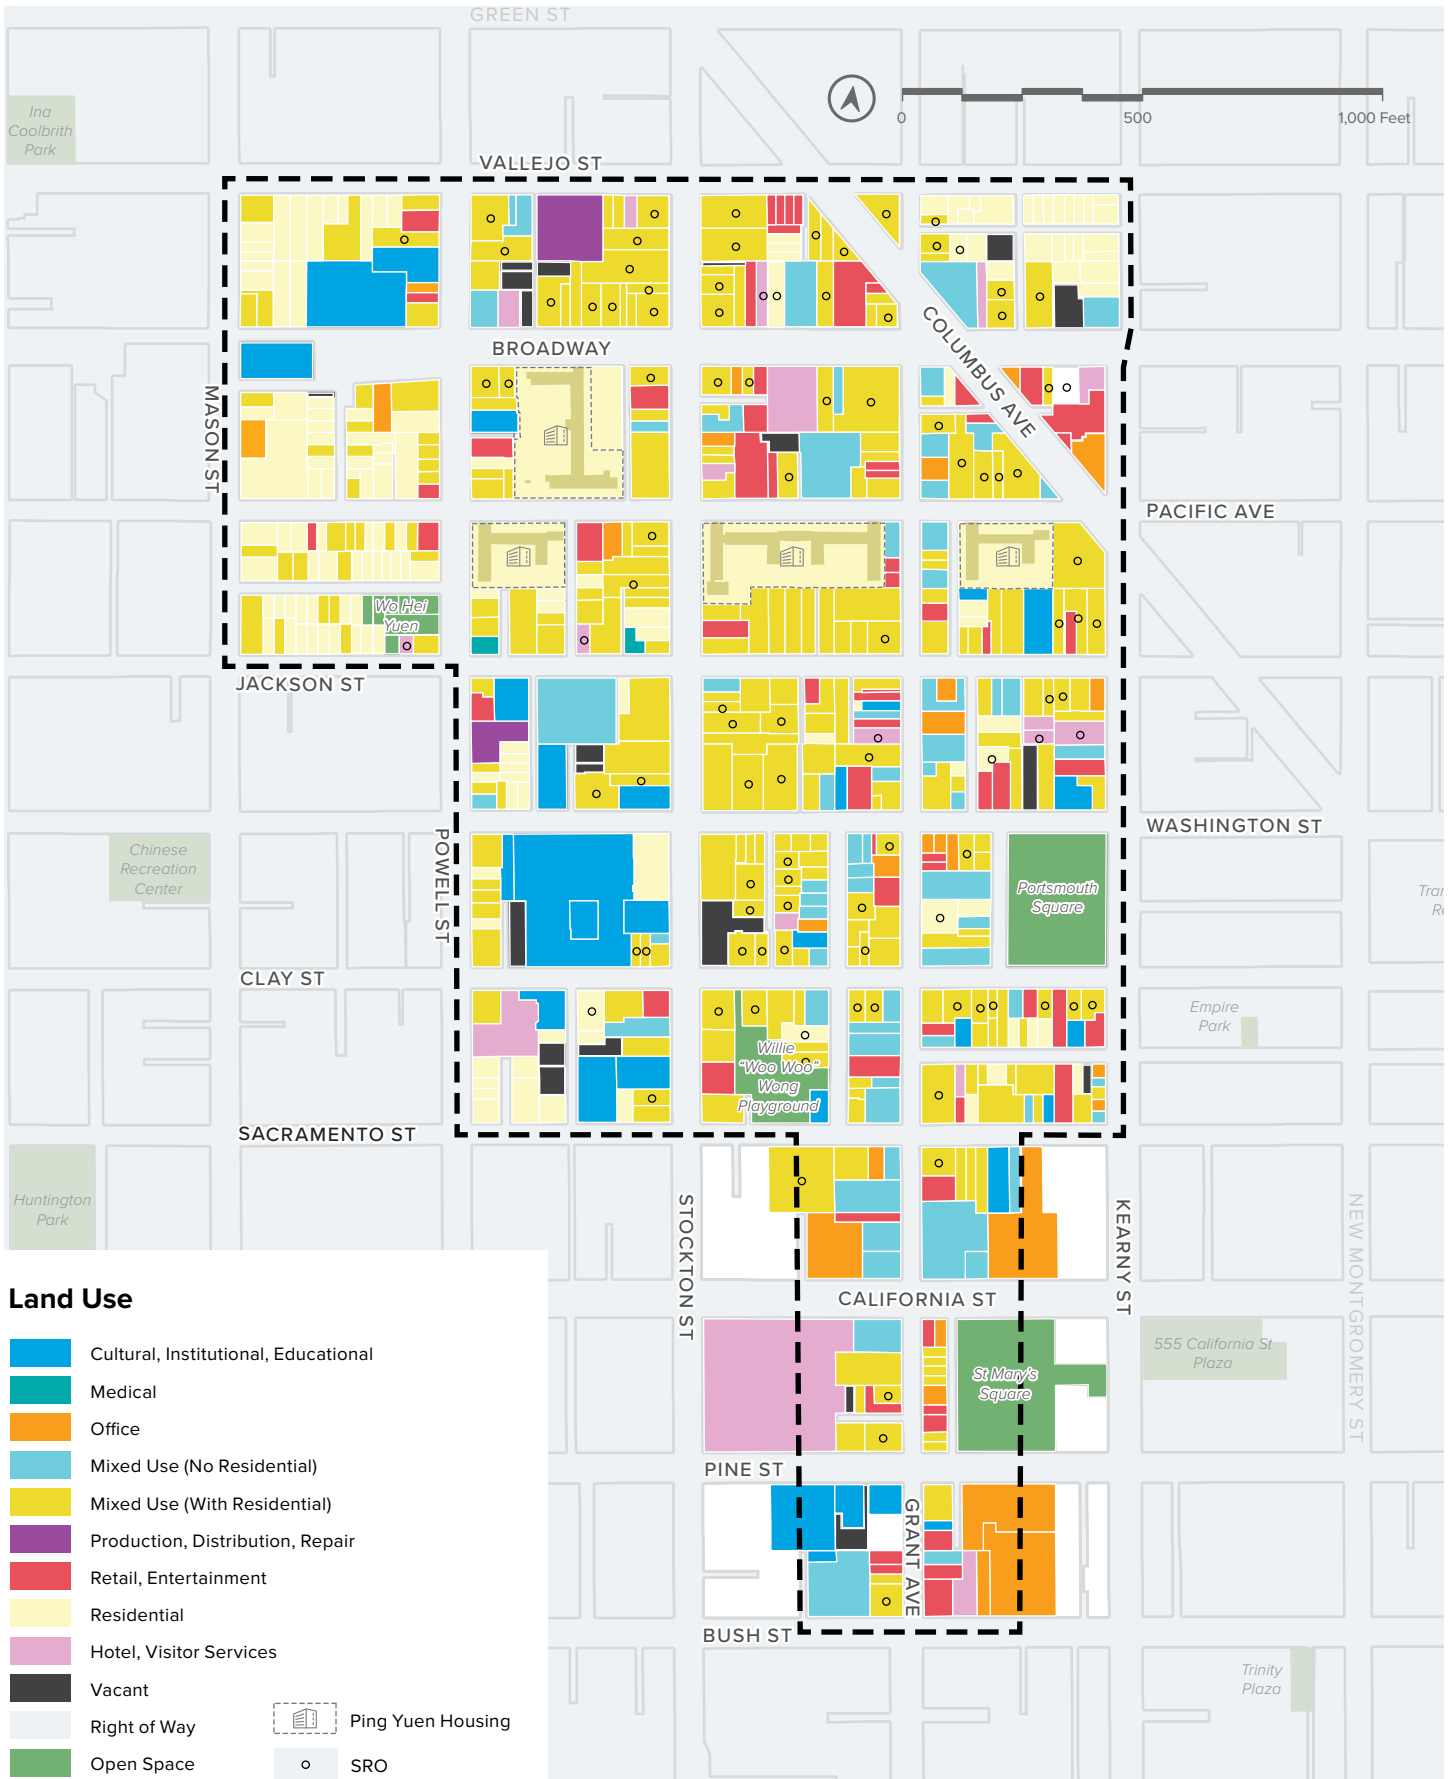 GREEN ST
Ina
Coolbrith
Park
0
500
1,000 Feet
VALLEJO ST
BROADWAY
COLUMBUS AVE
MASON ST
PACIFIC AVE
Wo Hei
Yuen
JACKSON ST
POWELL ST
WASHINGTON ST
Chinese
Recreation
Center
Portsmouth
Square
CLAY ST
Empire
Park
Willie
“Woo Woo”
Wong
Playground
SACRAMENTO ST
Huntington
Park
STOCKTON ST
KEARNY ST
NEW MONTGROMERY ST
CALIFORNIA ST
555 California St
Plaza
St Mary's
Square
PINE ST
GRANT AVE
BUSH ST
Trinity
Plaza
Land Use
Cultural, Institutional, Educational
Medical
Office
Mixed Use (No Residential)
Mixed Use (With Residential)
Production, Distribution, Repair
Retail, Entertainment
Residential
Hotel, Visitor Services
Vacant
Right of Way
Open Space
Ping Yuen Housing
SRO